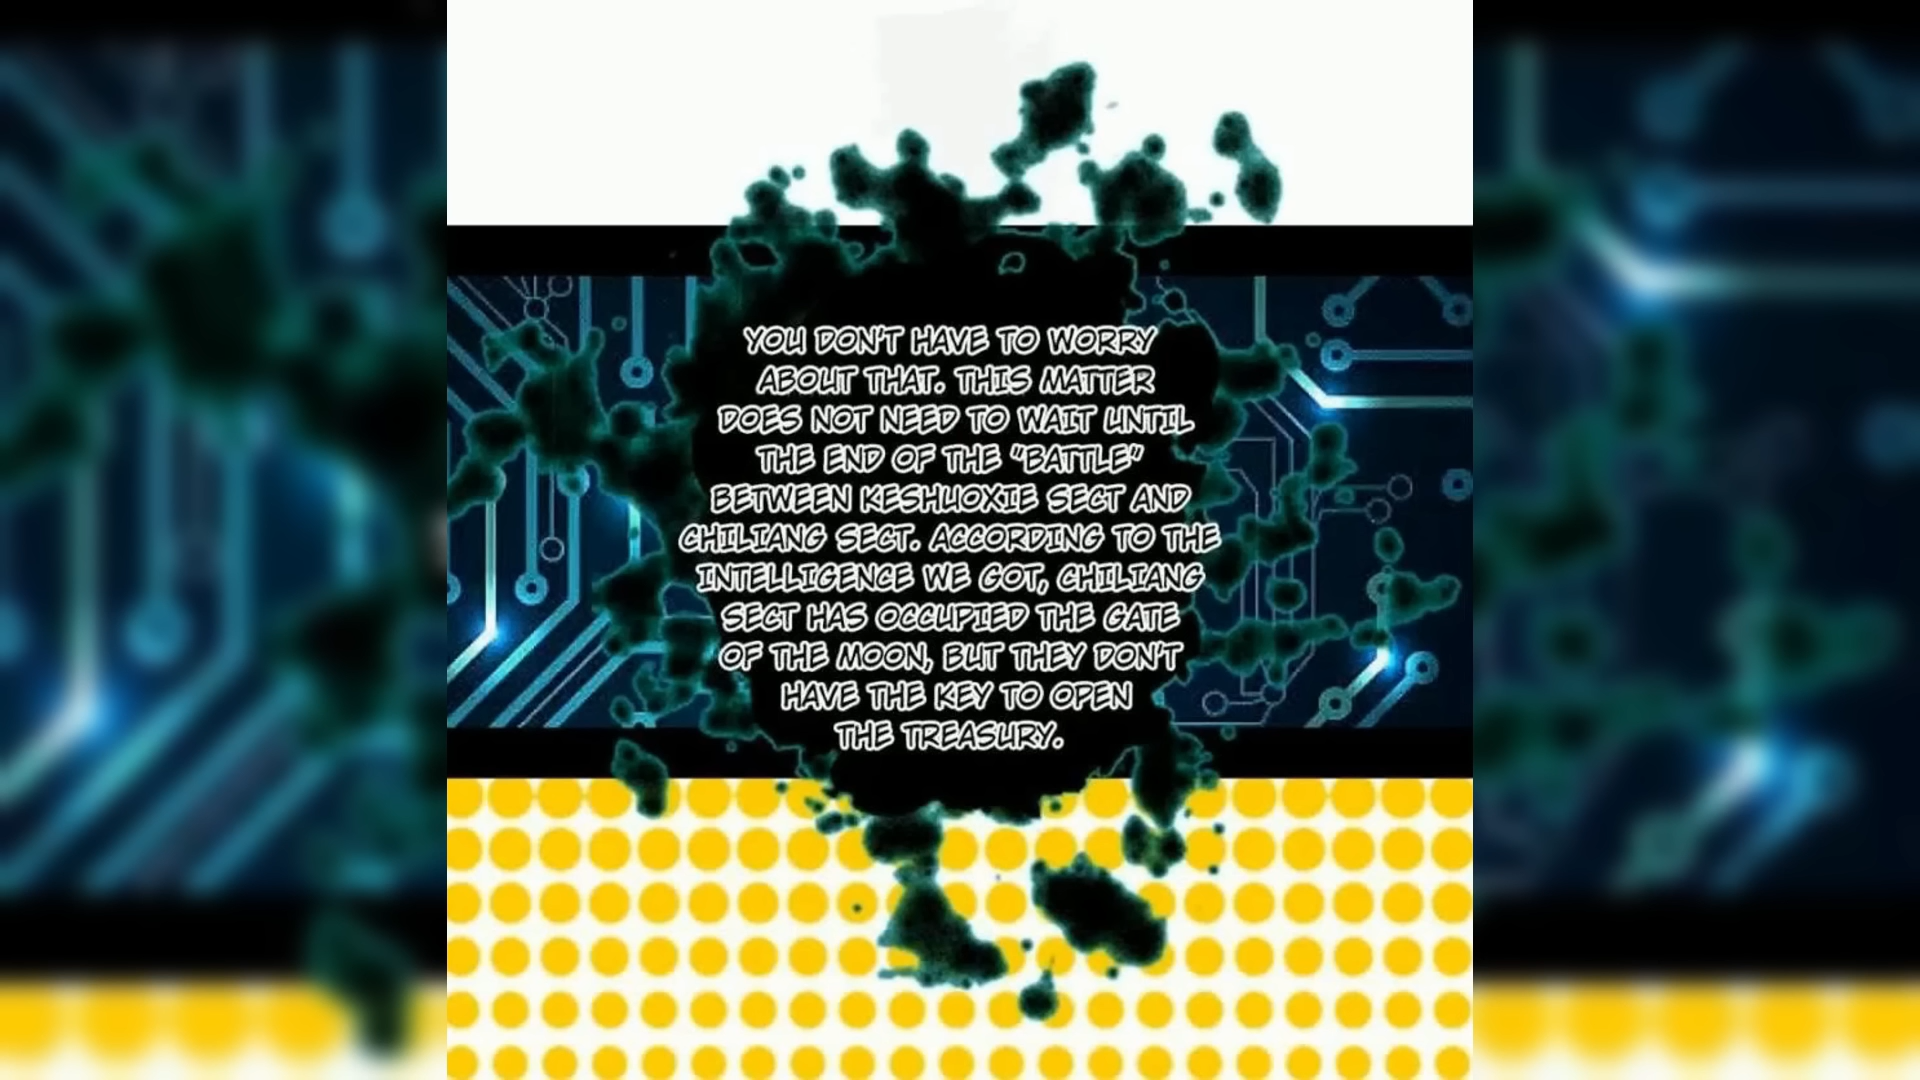 YOU DON'T HAVE TO WORRY
ABOUT THAT. THIS MATTER
DOES NOT NEED TO WAIT UNTIL
THE END OF THE "BATTLE"
BETWEEN KESHUOXIE SECT AND
CHILIANG SECT. ACCORDING TO THE
INTELLIGENCE WE GOT, CHILIANG
SECT HAS OCCUPIED THE GATE
OF THE MOON, BUT THEY DON'T
HAVE THE KEY TO OPEN
THE TREASURY.